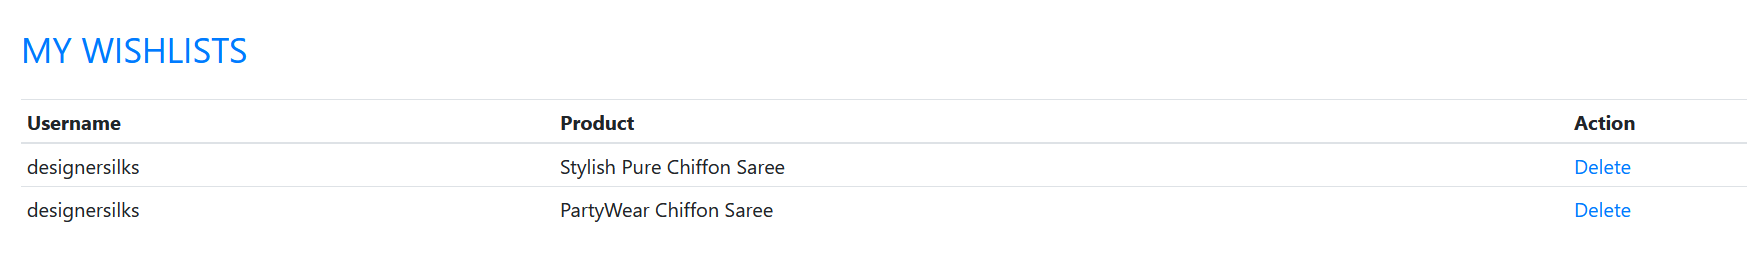 MY WISHLISTS
Username Product Action
designersilks Stylish Pure Chiffon Saree Delete
designersilks PartyWear Chiffon Saree Delete